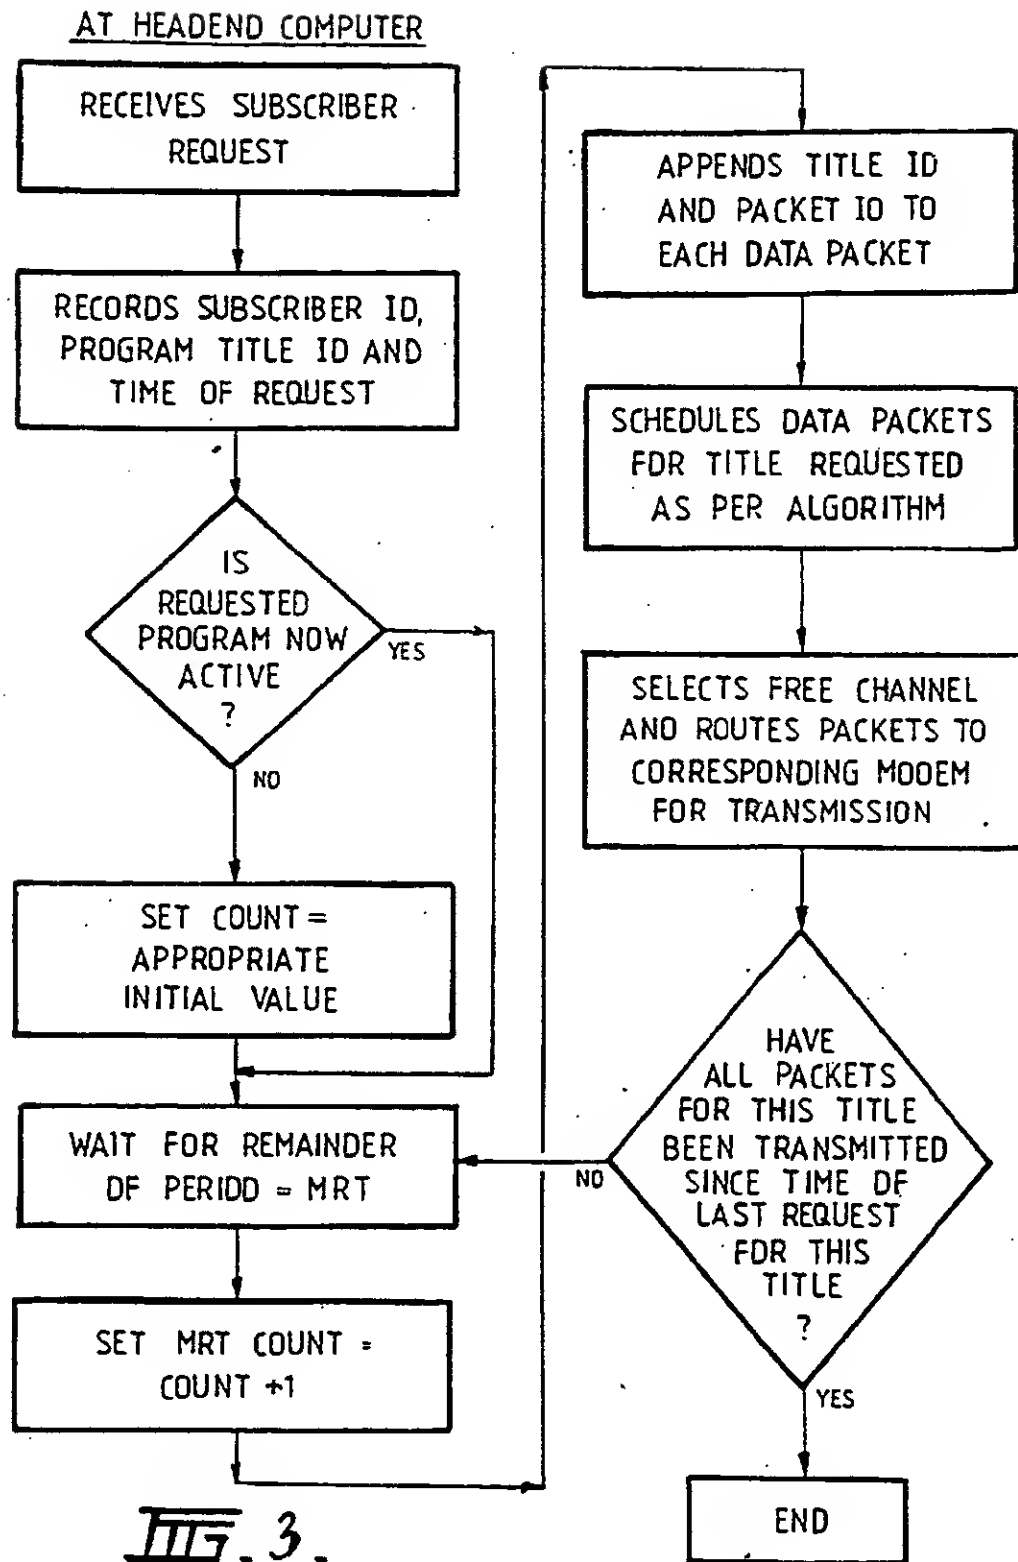 AT HEADEND COMPUTER
RECEIVES SUBSCRIBER
REQUEST
RECORDS SUBSCRIBER ID,
PROGRAM TITLE ID AND
TIME OF REQUEST
IS
REQUESTED
PROGRAM NOW
ACTIVE
?
YES
NO
SET COUNT =
APPROPRIATE
INITIAL VALUE
WAIT FOR REMAINDER
OF PERIOD = MRT
SET MRT COUNT =
COUNT +1
APPENDS TITLE ID
AND PACKET ID TO
EACH DATA PACKET
SCHEDULES DATA PACKETS
FOR TITLE REQUESTED
AS PER ALGORITHM
SELECTS FREE CHANNEL
AND ROUTES PACKETS TO
CORRESPONDING MODEM
FOR TRANSMISSION
HAVE
ALL PACKETS
FOR THIS TITLE
BEEN TRANSMITTED
SINCE TIME OF
LAST REQUEST
FOR THIS
TITLE
?
NO
YES
END
FIG. 3.